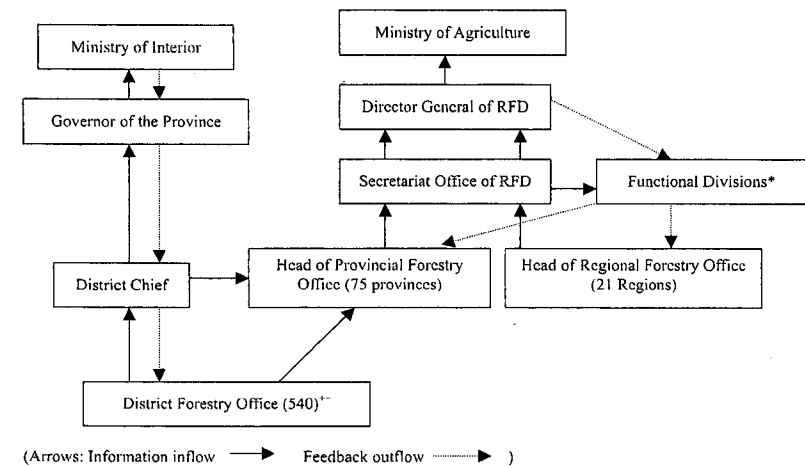 Ministry of Interior
Ministry of Agriculture
Governor of the Province
Director General of RFD
Secretariat Office of RFD
Functional Divisions*
District Chief
Head of Provincial Forestry
Office (75 provinces)
Head of Regional Forestry Office
(21 Regions)
District Forestry Office (540)
(Arrows: Information inflow
Feedback outflow
)